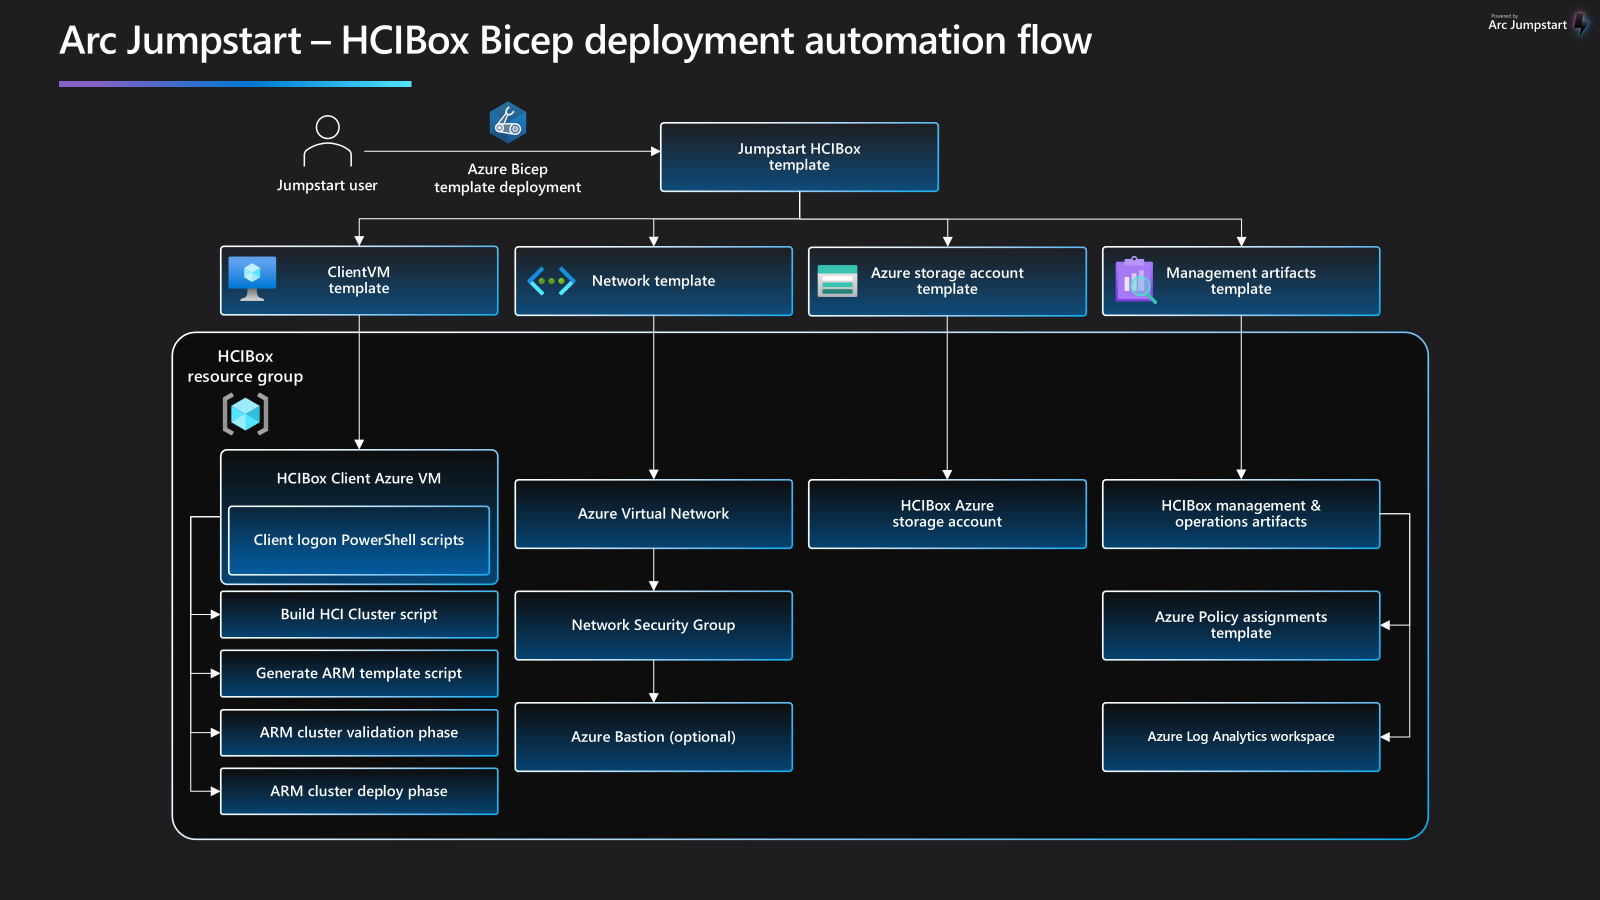 Arc Jumpstart – HCIBox Bicep deployment automation flow
Powered by
Arc Jumpstart
Jumpstart user
Azure Bicep
template deployment
Jumpstart HCIBox
template
ClientVM
template
Network template
Azure storage account
template
Management artifacts
template
HCIBox
resource group
HCIBox Client Azure VM
Client logon PowerShell scripts
Build HCI Cluster script
Generate ARM template script
ARM cluster validation phase
ARM cluster deploy phase
Azure Virtual Network
Network Security Group
Azure Bastion (optional)
HCIBox Azure
storage account
HCIBox management &
operations artifacts
Azure Policy assignments
template
Azure Log Analytics workspace